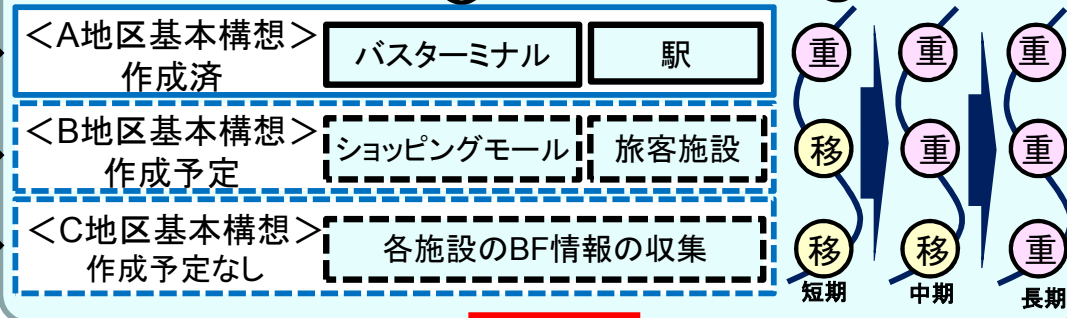 <A地区基本構想>
作成済
バスターミナル
駅
<B地区基本構想>
作成予定
ショッピングモール
旅客施設
<C地区基本構想>
作成予定なし
各施設のBF情報の収集
重
重
重
移
重
重
移
移
重
短期
中期
長期